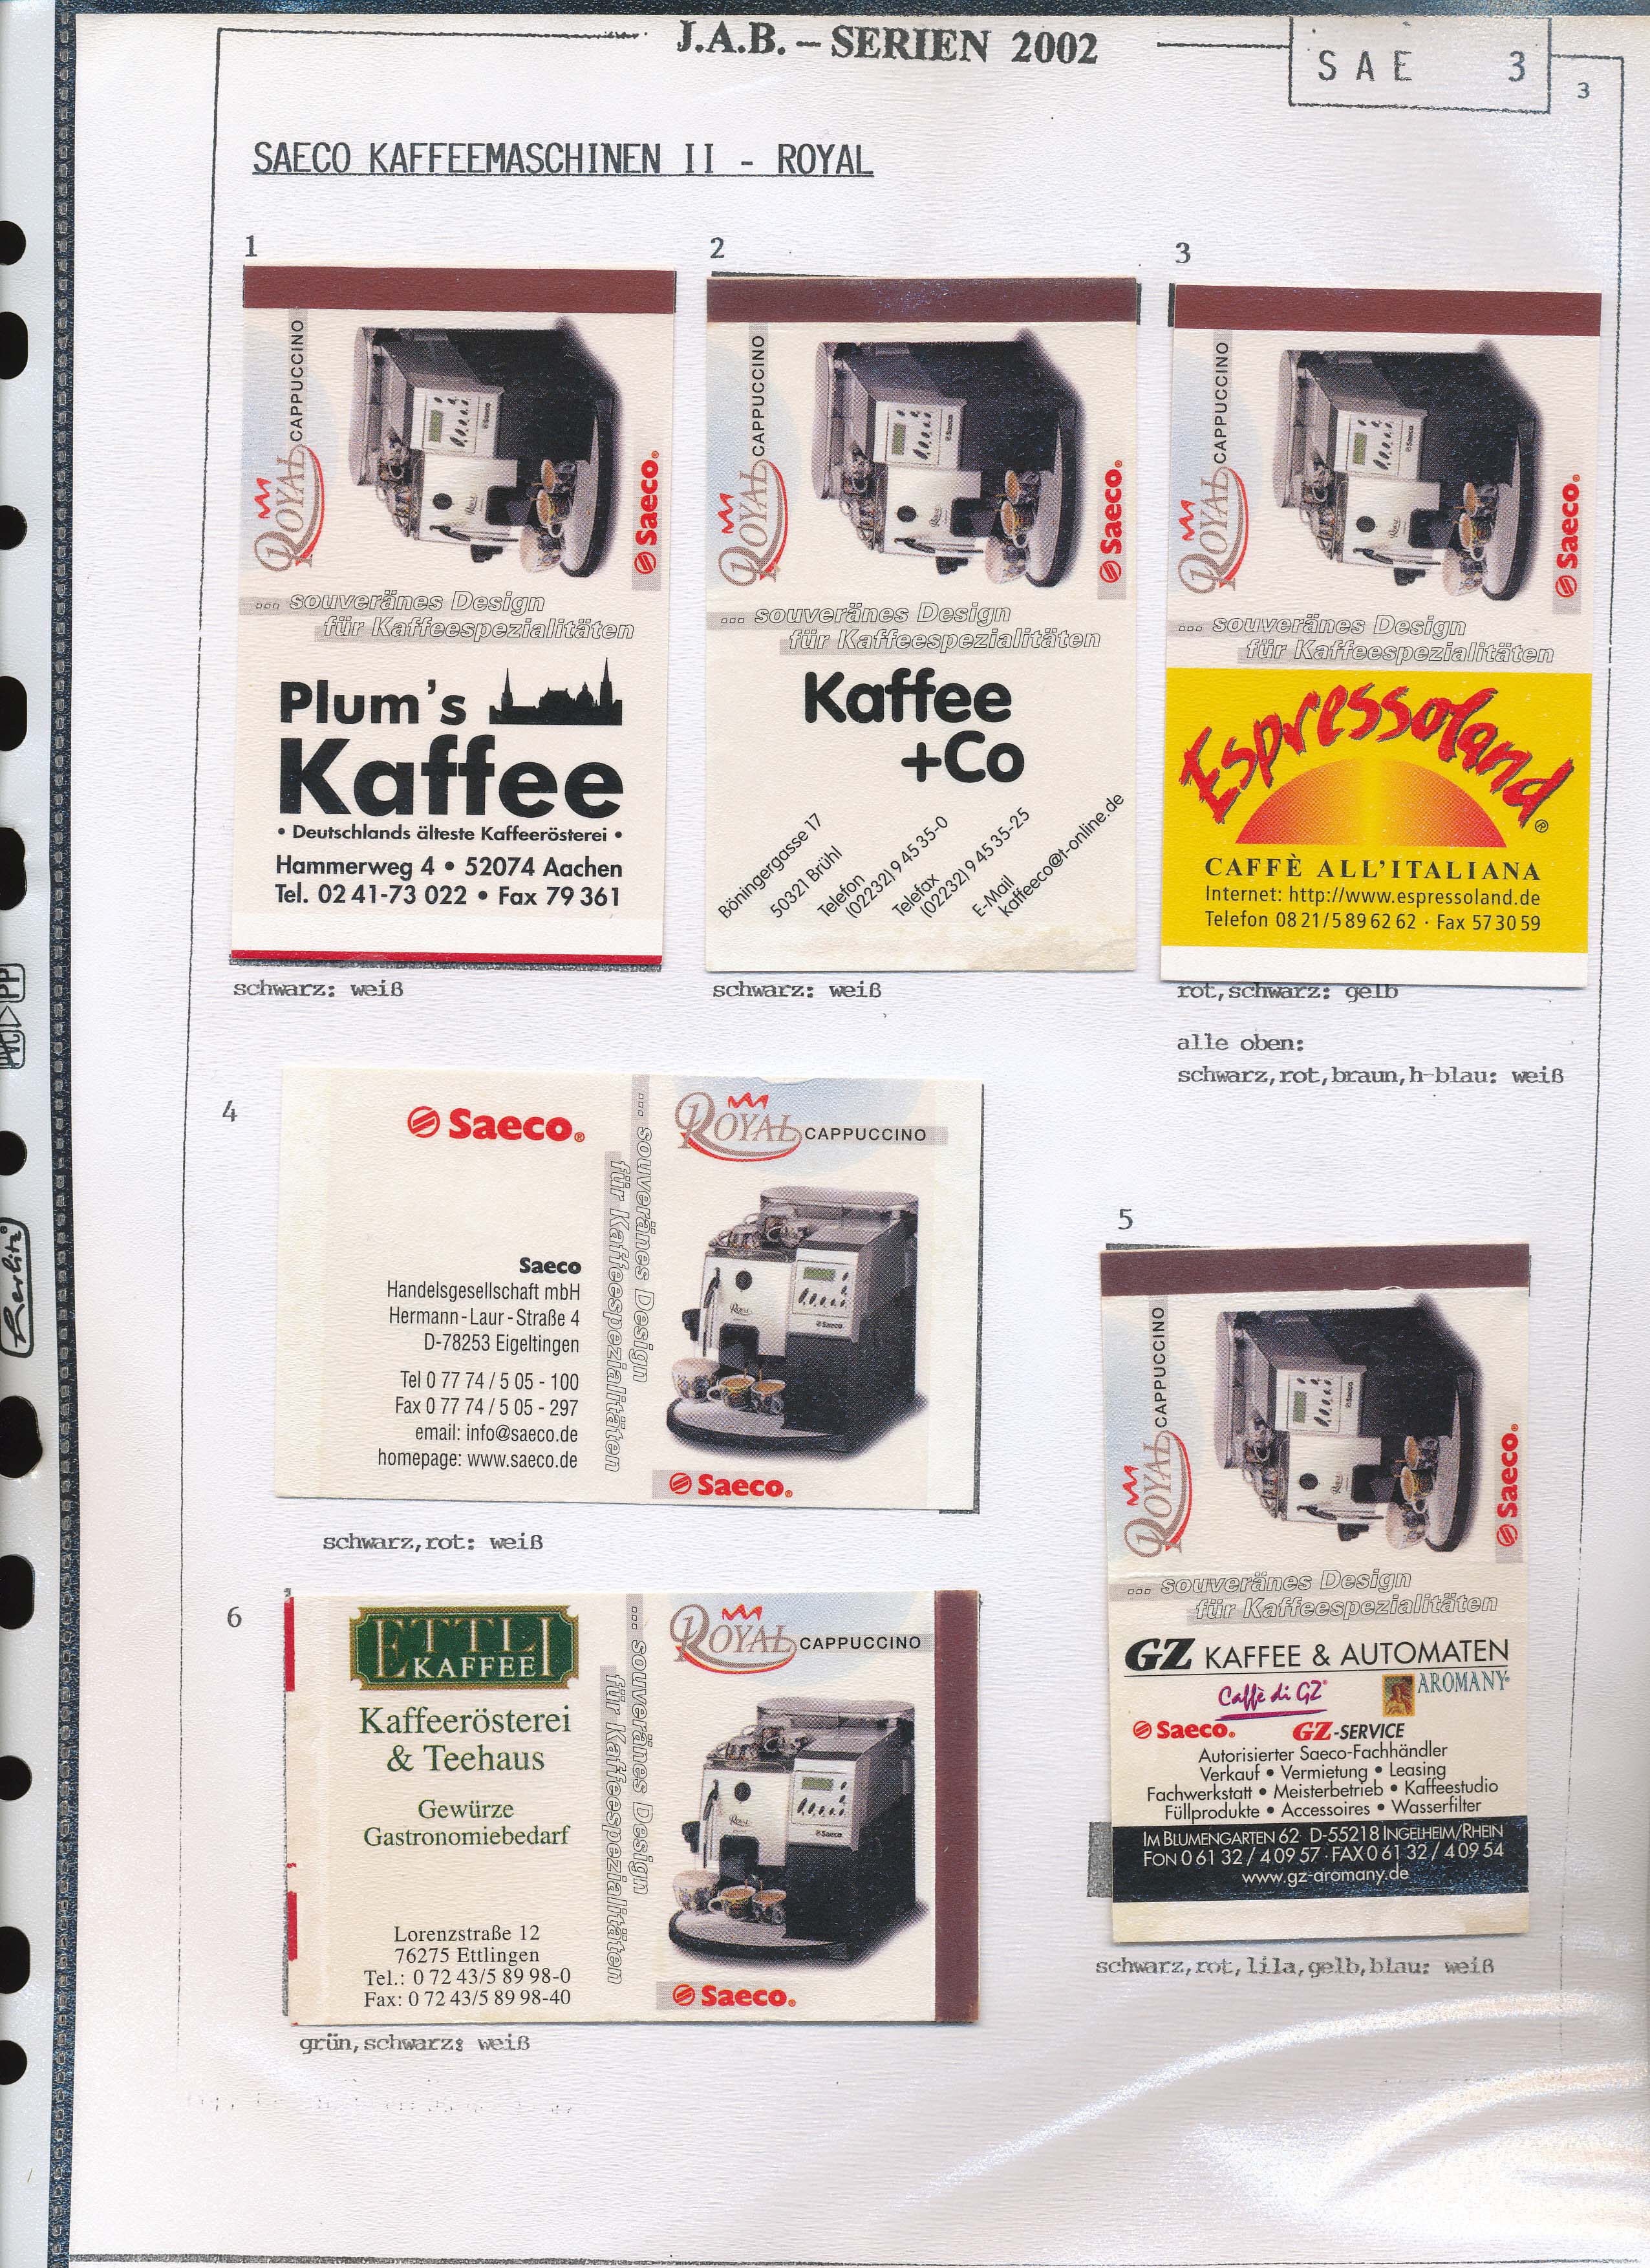 J.A.B. – SERIEN 2002
SAE 3
3
SAECO KAFFEEMASCHINEN II - ROYAL
1
ROYAL CAPPUCCINO
Saeco®
... souveränes Design
für Kaffeespezialitäten
Plum's
Kaffee
• Deutschlands älteste Kaffeerösterei •
Hammerweg 4 • 52074 Aachen
Tel. 02 41-73 022 • Fax 79 361
schwarz: weiß
2
ROYAL CAPPUCCINO
Saeco®
... souveränes Design
für Kaffeespezialitäten
Kaffee
+Co
Böningergasse 17
50321 Brühl
Telefon
(02232) 9 45 35-0
Telefax
(02232) 9 45 35-25
E-Mail
kaffeeco@t-online.de
schwarz: weiß
3
ROYAL CAPPUCCINO
Saeco®
... souveränes Design
für Kaffeespezialitäten
Espressoland®
CAFFÈ ALL'ITALIANA
Internet: http://www.espressoland.de
Telefon 08 21/5 89 62 62 · Fax 57 30 59
rot,schwarz: gelb
alle oben:
schwarz,rot,braun,h-blau: weiß
4
Saeco®
Saeco
Handelsgesellschaft mbH
Hermann-Laur-Straße 4
D-78253 Eigeltingen
Tel 0 77 74 / 5 05 - 100
Fax 0 77 74 / 5 05 - 297
email: info@saeco.de
homepage: www.saeco.de
... souveränes Design
für Kaffeespezialitäten
ROYAL CAPPUCCINO
Royal
Saeco
Saeco®
schwarz,rot: weiß
5
ROYAL CAPPUCCINO
Saeco®
... souveränes Design
für Kaffeespezialitäten
GZ KAFFEE & AUTOMATEN
Caffè di GZ®
AROMANY®
Saeco®
GZ-SERVICE
Autorisierter Saeco-Fachhändler
Verkauf • Vermietung • Leasing
Fachwerkstatt • Meisterbetrieb • Kaffeestudio
Füllprodukte • Accessoires • Wasserfilter
IM BLUMENGARTEN 62 D-55218 INGELHEIM/RHEIN
FON 0 61 32 / 4 09 57 · FAX 0 61 32 / 4 09 54
www.gz-aromany.de
schwarz,rot,lila,gelb,blau: weiß
6
ETTLI
KAFFEE
Kaffeerösterei
& Teehaus
Gewürze
Gastronomiebedarf
Lorenzstraße 12
76275 Ettlingen
Tel.: 0 72 43/5 89 98-0
Fax: 0 72 43/5 89 98-40
... souveränes Design
für Kaffeespezialitäten
ROYAL CAPPUCCINO
Royal
Saeco
Saeco®
grün,schwarz: weiß
PP
Herlitz